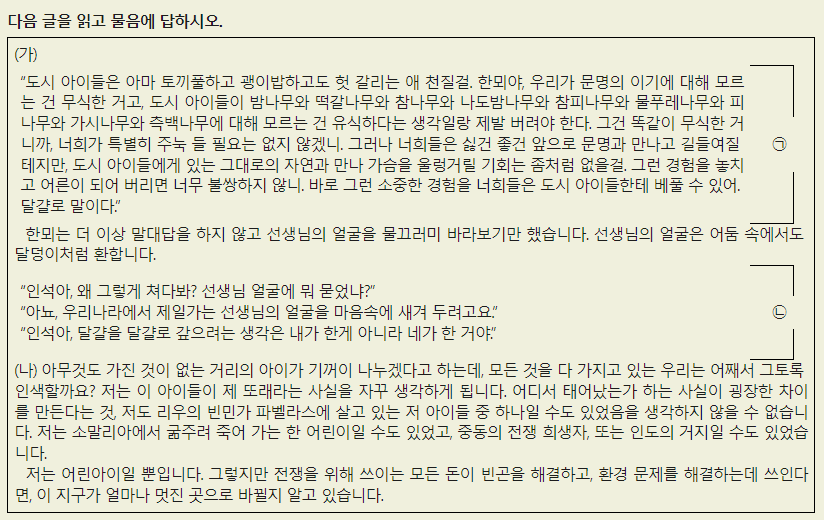 다음 글을 읽고 물음에 답하시오.
(가)
“도시 아이들은 아마 토끼풀하고 괭이밥하고도 헛 갈리는 애 천질걸. 한뫼야, 우리가 문명의 이기에 대해 모르
는 건 무식한 거고, 도시 아이들이 밤나무와 떡갈나무와 참나무와 나도밤나무와 참피나무와 물푸레나무와 피
나무와 가시나무와 측백나무에 대해 모르는 건 유식하다는 생각일랑 제발 버려야 한다. 그건 똑같이 무식한 거
니까, 너희가 특별히 주눅 들 필요는 없지 않겠니. 그러나 너희들은 싫건 좋건 앞으로 문명과 만나고 길들여질
테지만, 도시 아이들에게 있는 그대로의 자연과 만나 가슴을 울렁거릴 기회는 좀처럼 없을걸. 그런 경험을 놓치
고 어른이 되어 버리면 너무 불쌍하지 않니. 바로 그런 소중한 경험을 너희들은 도시 아이들한테 베풀 수 있어.
달걀로 말이다.”
㉠
한뫼는 더 이상 말대답을 하지 않고 선생님의 얼굴을 물끄러미 바라보기만 했습니다. 선생님의 얼굴은 어둠 속에서도
달덩이처럼 환합니다.
“인석아, 왜 그렇게 쳐다봐? 선생님 얼굴에 뭐 묻었냐?”
“아뇨, 우리나라에서 제일가는 선생님의 얼굴을 마음속에 새겨 두려고요.”
“인석아, 달걀을 달걀로 갚으려는 생각은 내가 한게 아니라 네가 한 거야.”
㉡
(나) 아무것도 가진 것이 없는 거리의 아이가 기꺼이 나누겠다고 하는데, 모든 것을 다 가지고 있는 우리는 어째서 그토록
인색할까요? 저는 이 아이들이 제 또래라는 사실을 자꾸 생각하게 됩니다. 어디서 태어났는가 하는 사실이 굉장한 차이
를 만든다는 것, 저도 리우의 빈민가 파벨라스에 살고 있는 저 아이들 중 하나일 수도 있었음을 생각하지 않을 수 없습니
다. 저는 소말리아에서 굶주려 죽어 가는 한 어린이일 수도 있었고, 중동의 전쟁 희생자, 또는 인도의 거지일 수도 있었습
니다.
저는 어린아이일 뿐입니다. 그렇지만 전쟁을 위해 쓰이는 모든 돈이 빈곤을 해결하고, 환경 문제를 해결하는데 쓰인다
면, 이 지구가 얼마나 멋진 곳으로 바뀔지 알고 있습니다.